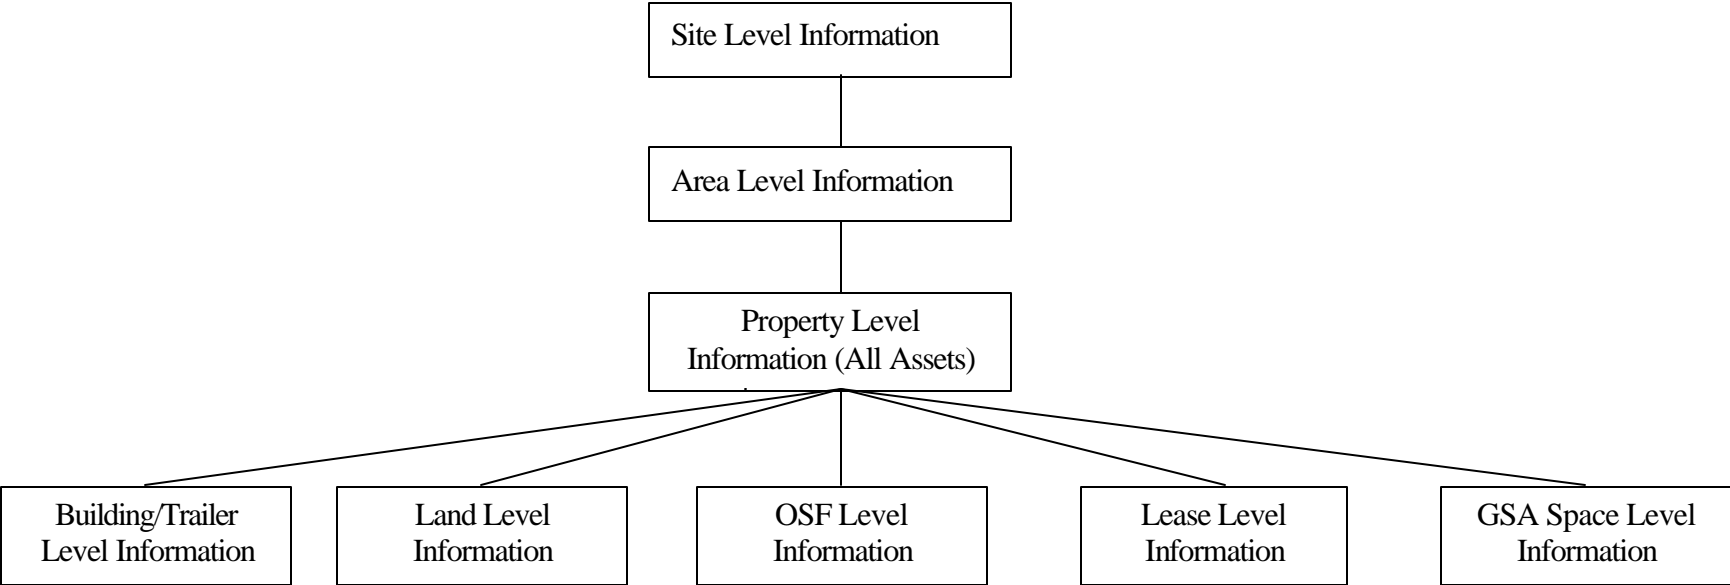 Site Level Information
Area Level Information
Property Level
Information (All Assets)
Building/Trailer
Level Information
Land Level
Information
OSF Level
Information
Lease Level
Information
GSA Space Level
Information